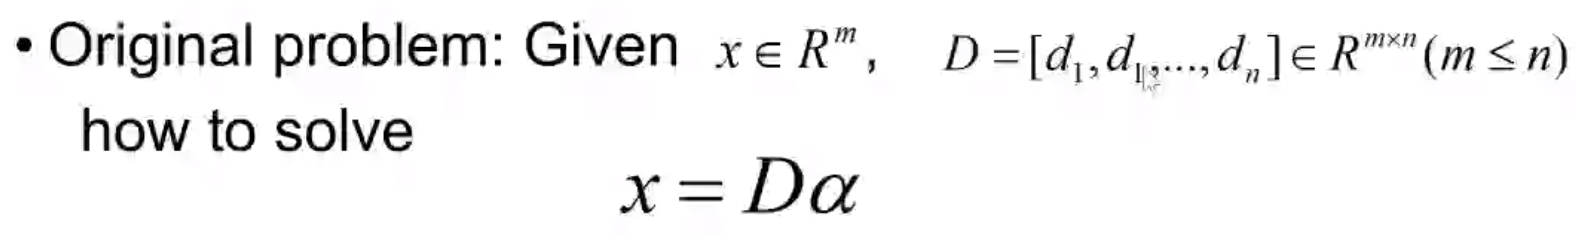 • Original problem: Given x ∈ R^m, D = [d_1, d_1, ..., d_n] ∈ R^{m×n} (m ≤ n)
how to solve
x = Dα